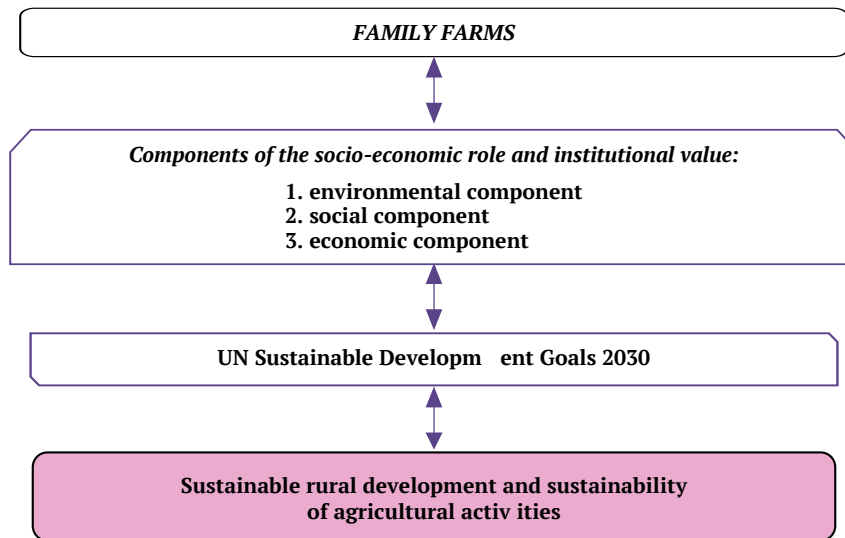 FAMILY FARMS
Components of the socio-economic role and institutional value:
1. environmental component
2. social component
3. economic component
UN Sustainable Developm ent Goals 2030
Sustainable rural development and sustainability
of agricultural activ ities